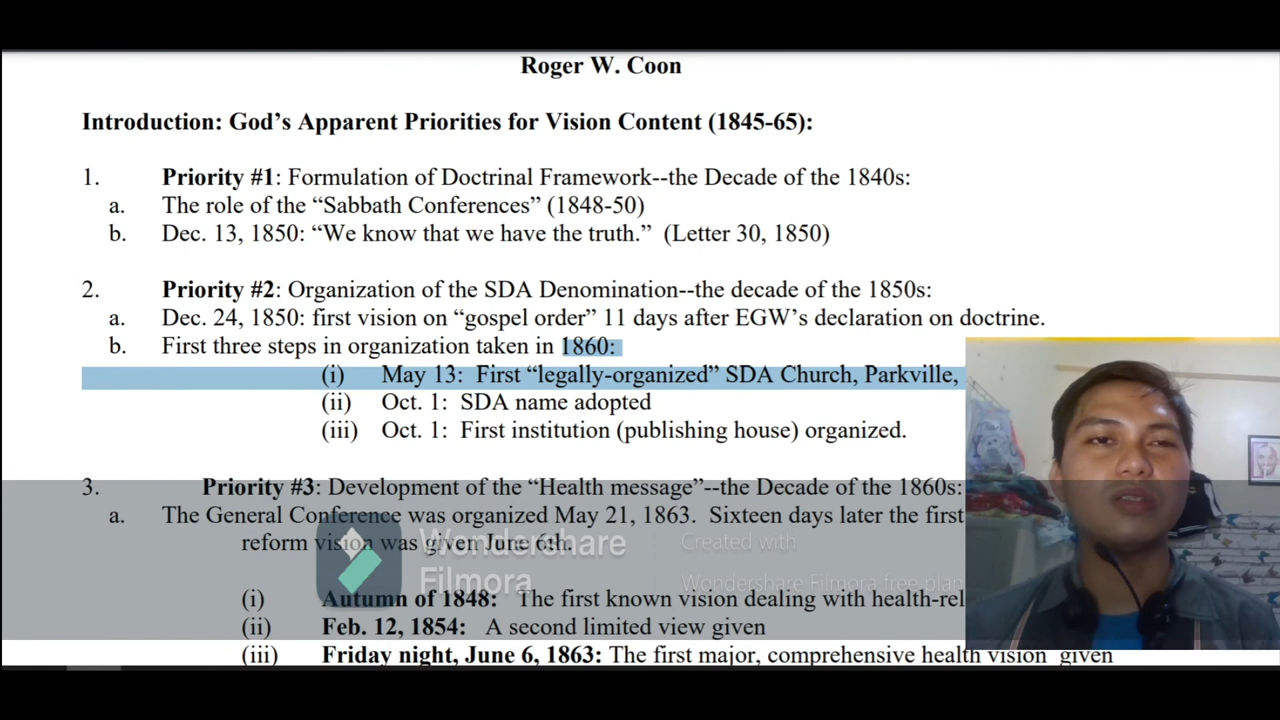 Roger W. Coon
Introduction: God's Apparent Priorities for Vision Content (1845-65):
1. Priority #1: Formulation of Doctrinal Framework--the Decade of the 1840s:
a. The role of the “Sabbath Conferences” (1848-50)
b. Dec. 13, 1850: “We know that we have the truth.” (Letter 30, 1850)
2. Priority #2: Organization of the SDA Denomination--the decade of the 1850s:
a. Dec. 24, 1850: first vision on “gospel order” 11 days after EGW's declaration on doctrine.
b. First three steps in organization taken in 1860:
(i) May 13: First “legally-organized” SDA Church, Parkville,
(ii) Oct. 1: SDA name adopted
(iii) Oct. 1: First institution (publishing house) organized.
3. Priority #3: Development of the “Health message”--the Decade of the 1860s:
a. The General Conference was organized May 21, 1863. Sixteen days later the first
reform vision was given June 6th.
Wondershare
Filmora
Created with
Wondershare Filmora free plan
(i) Autumn of 1848: The first known vision dealing with health-rel
(ii) Feb. 12, 1854: A second limited view given
(iii) Friday night, June 6, 1863: The first major, comprehensive health vision given